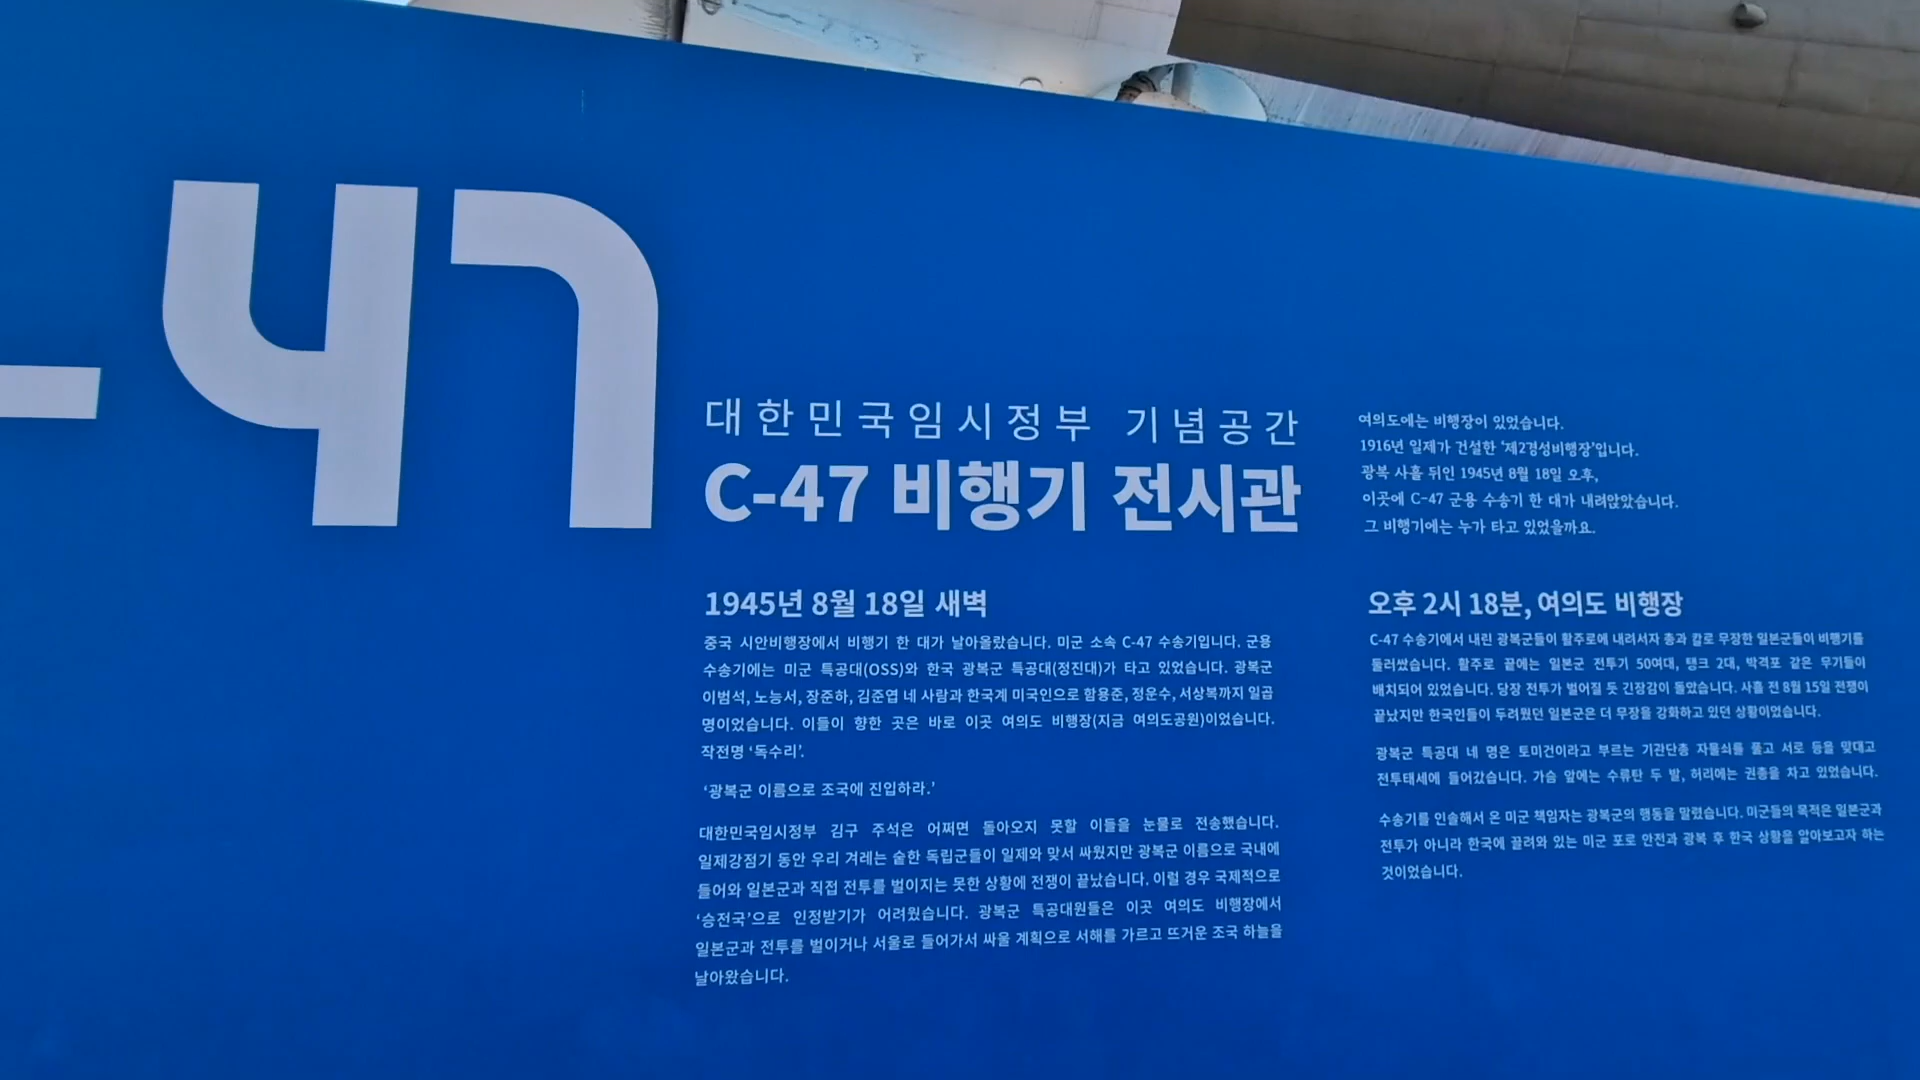 -47
대한민국임시정부 기념공간
C-47 비행기 전시관
여의도에는 비행장이 있었습니다.
1916년 일제가 건설한 '제2경성비행장'입니다.
광복 사흘 뒤인 1945년 8월 18일 오후,
이곳에 C-47 군용 수송기 한 대가 내려앉았습니다.
그 비행기에는 누가 타고 있었을까요.
1945년 8월 18일 새벽
중국 시안비행장에서 비행기 한 대가 날아올랐습니다. 미군 소속 C-47 수송기입니다. 군용
수송기에는 미군 특공대(OSS)와 한국 광복군 특공대(정진대)가 타고 있었습니다. 광복군
이범석, 노능서, 장준하, 김준엽 네 사람과 한국계 미국인으로 함용준, 정운수, 서상복까지 일곱
명이었습니다. 이들이 향한 곳은 바로 이곳 여의도 비행장(지금 여의도공원)이었습니다.
작전명 '독수리'.
'광복군 이름으로 조국에 진입하라.'
대한민국임시정부 김구 주석은 어쩌면 돌아오지 못할 이들을 눈물로 전송했습니다.
일제강점기 동안 우리 겨레는 숱한 독립군들이 일제와 맞서 싸웠지만 광복군 이름으로 국내에
들어와 일본군과 직접 전투를 벌이지는 못한 상황에 전쟁이 끝났습니다. 이럴 경우 국제적으로
'승전국'으로 인정받기가 어려웠습니다. 광복군 특공대원들은 이곳 여의도 비행장에서
일본군과 전투를 벌이거나 서울로 들어가서 싸울 계획으로 서해를 가르고 뜨거운 조국 하늘을
날아왔습니다.
오후 2시 18분, 여의도 비행장
C-47 수송기에서 내린 광복군들이 활주로에 내려서자 총과 칼로 무장한 일본군들이 비행기를
둘러쌌습니다. 활주로 끝에는 일본군 전투기 50여대, 탱크 2대, 박격포 같은 무기들이
배치되어 있었습니다. 당장 전투가 벌어질 듯 긴장감이 돌았습니다. 사흘 전 8월 15일 전쟁이
끝났지만 한국인들이 두려웠던 일본군은 더 무장을 강화하고 있던 상황이었습니다.
광복군 특공대 네 명은 토미건이라고 부르는 기관단총 자물쇠를 풀고 서로 등을 맞대고
전투태세에 들어갔습니다. 가슴 앞에는 수류탄 두 발, 허리에는 권총을 차고 있었습니다.
수송기를 인솔해서 온 미군 책임자는 광복군의 행동을 말렸습니다. 미군들의 목적은 일본군과
전투가 아니라 한국에 끌려와 있는 미군 포로 안전과 광복 후 한국 상황을 알아보고자 하는
것이었습니다.